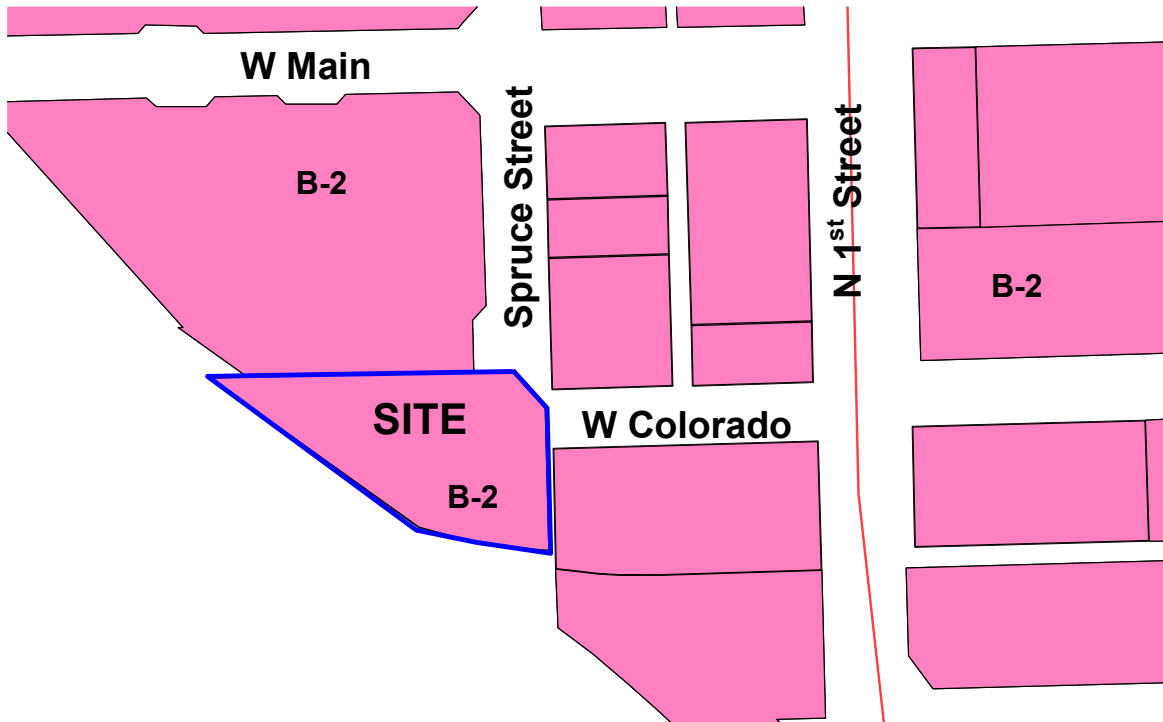 W Main
B-2
Spruce Street
N 1st Street
B-2
SITE
W Colorado
B-2